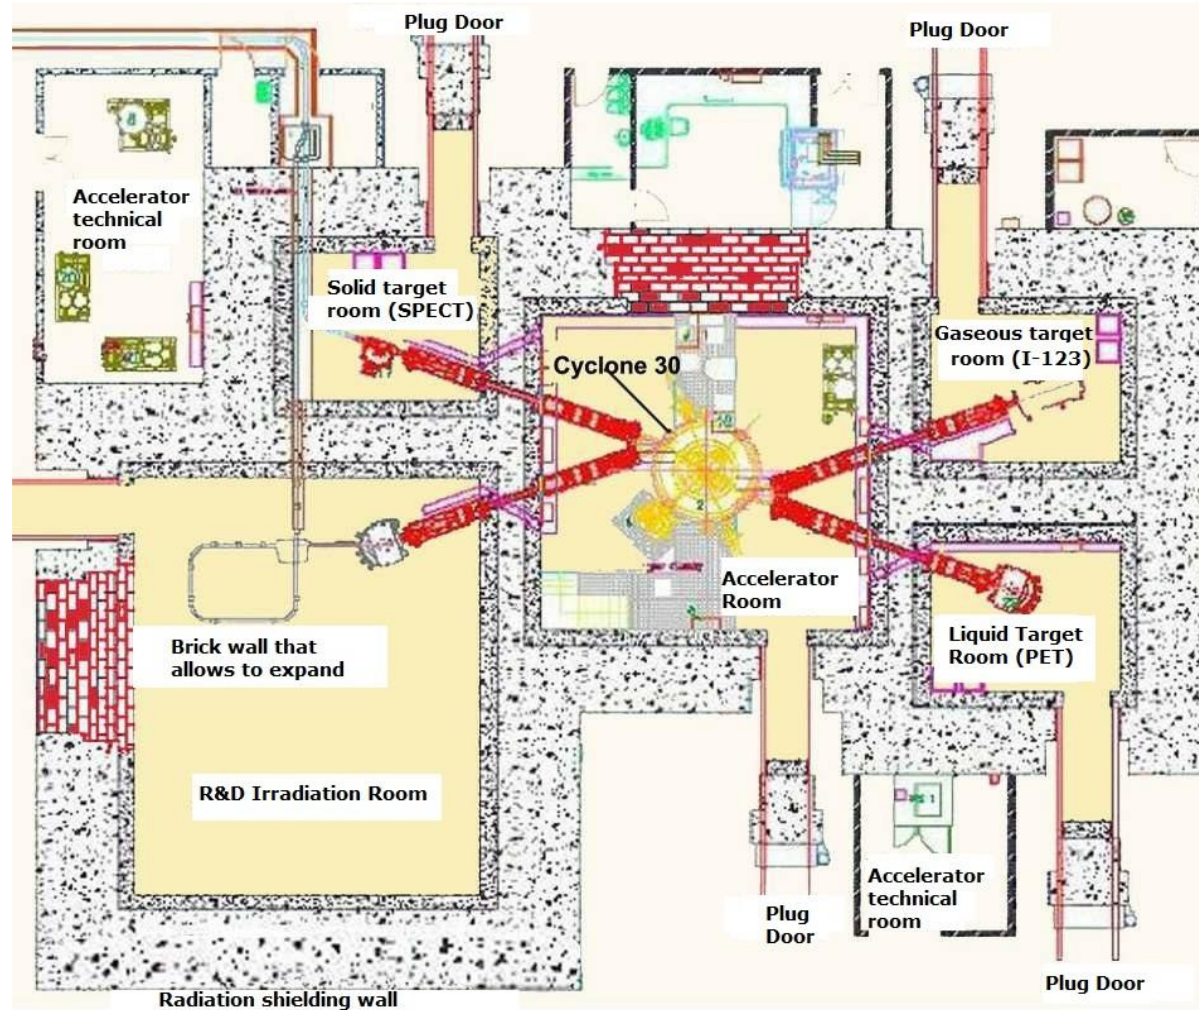 Plug Door
Plug Door
Accelerator
technical
room
Solid target
room (SPECT)
Gaseous target
room (I-123)
Cyclone 30
2
Accelerator
Room
Liquid Target
Room (PET)
Brick wall that
allows to expand
R&D Irradiation Room
Accelerator
technical
room
Plug
Door
Plug Door
Radiation shielding wall